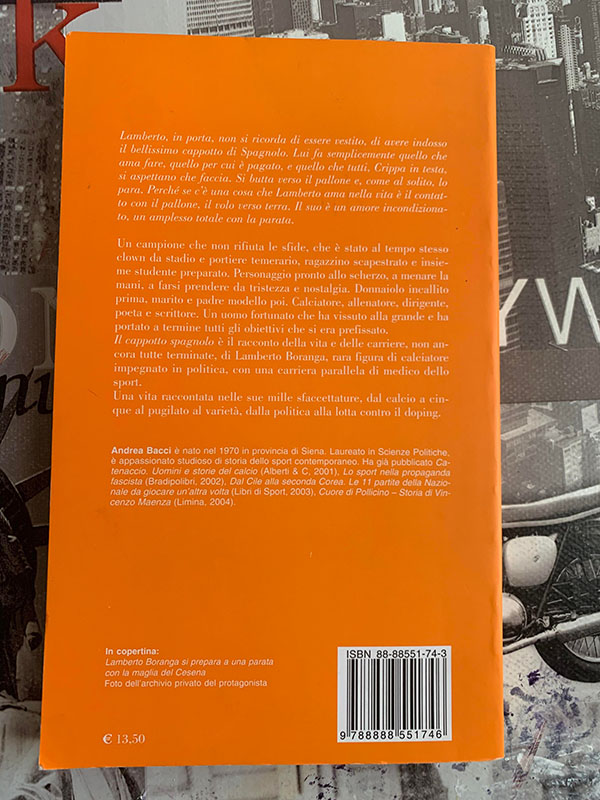 K
Lamberto, in porta, non si ricorda di essere vestito, di avere indosso
il bellissimo cappotto di Spagnolo. Lui fa semplicemente quello che
ama fare, quello per cui è pagato, e quello che tutti, Crippa in testa,
si aspettano che faccia. Si butta verso il pallone e, come al solito, lo
para. Perché se c'è una cosa che Lamberto ama nella vita è il contat-
to con il pallone, il volo verso terra. Il suo è un amore incondiziona-
to, un amplesso totale con la parata.
Un campione che non rifiuta le sfide, che è stato al tempo stesso
clown da stadio e portiere temerario, ragazzino scapestrato e insie-
me studente preparato. Personaggio pronto allo scherzo, a menare la
mani, a farsi prendere da tristezza e nostalgia. Donnaiolo incallito
prima, marito e padre modello poi. Calciatore, allenatore, dirigente,
poeta e scrittore. Un uomo fortunato che ha vissuto alla grande e ha
portato a termine tutti gli obiettivi che si era prefissato.
Il cappotto spagnolo è il racconto della vita e delle carriere, non an-
cora tutte terminate, di Lamberto Boranga, rara figura di calciatore
impegnato in politica, con una carriera parallela di medico dello
sport.
Una vita raccontata nelle sue mille sfaccettature, dal calcio a cin-
que al pugilato al varietà, dalla politica alla lotta contro il doping.
Andrea Bacci è nato nel 1970 in provincia di Siena. Laureato in Scienze Politiche,
è appassionato studioso di storia dello sport contemporaneo. Ha già pubblicato Ca-
tenaccio. Uomini e storie del calcio (Alberti & C, 2001), Lo sport nella propaganda
fascista (Bradipolibri, 2002), Dal Cile alla seconda Corea. Le 11 partite della Nazio-
nale da giocare un'altra volta (Libri di Sport, 2003), Cuore di Pollicino – Storia di Vin-
cenzo Maenza (Limina, 2004).
In copertina:
Lamberto Boranga si prepara a una parata
con la maglia del Cesena
Foto dell'archivio privato del protagonista
€ 13,50
ISBN 88-88551-74-3
9 788888 551746
YW